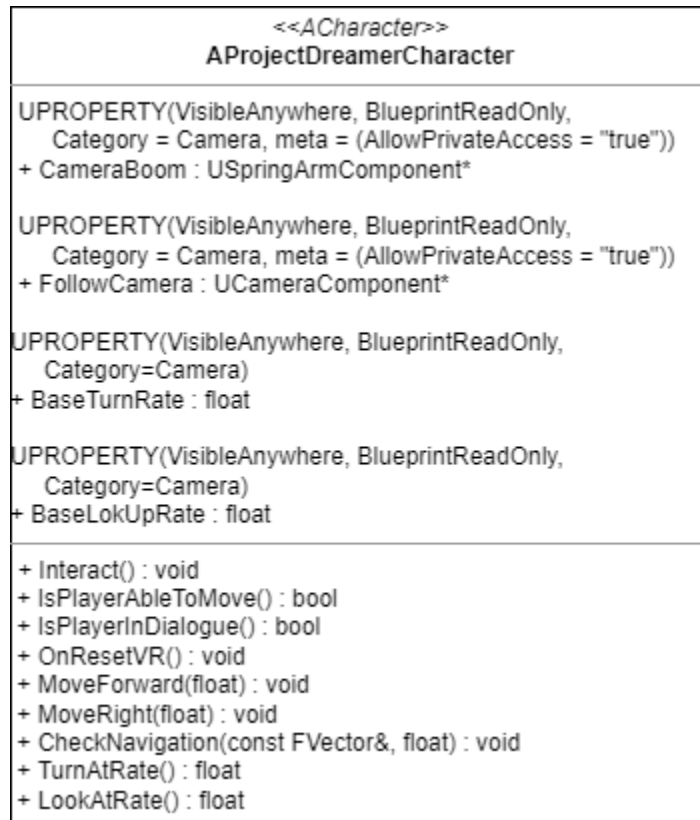 <<ACharacter>>
AProjectDreamerCharacter
UPROPERTY(VisibleAnywhere, BlueprintReadOnly,
Category = Camera, meta = (AllowPrivateAccess = "true"))
+ CameraBoom : USpringArmComponent*
UPROPERTY(VisibleAnywhere, BlueprintReadOnly,
Category = Camera, meta = (AllowPrivateAccess = "true"))
+ FollowCamera : UCameraComponent*
UPROPERTY(VisibleAnywhere, BlueprintReadOnly,
Category=Camera)
+ BaseTurnRate : float
UPROPERTY(VisibleAnywhere, BlueprintReadOnly,
Category=Camera)
+ BaseLokUpRate : float
+ Interact() : void
+ IsPlayerAbleToMove() : bool
+ IsPlayerInDialogue() : bool
+ OnResetVR() : void
+ MoveForward(float) : void
+ MoveRight(float) : void
+ CheckNavigation(const FVector&, float) : void
+ TurnAtRate() : float
+ LookAtRate() : float